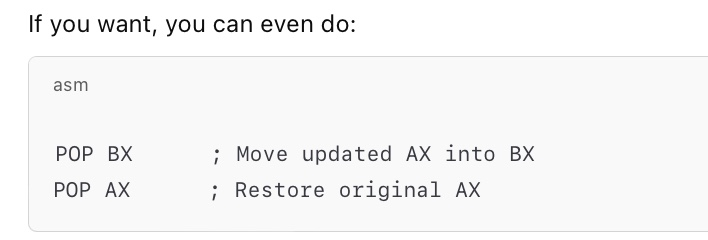 If you want, you can even do:
asm
POP BX ; Move updated AX into BX
POP AX ; Restore original AX